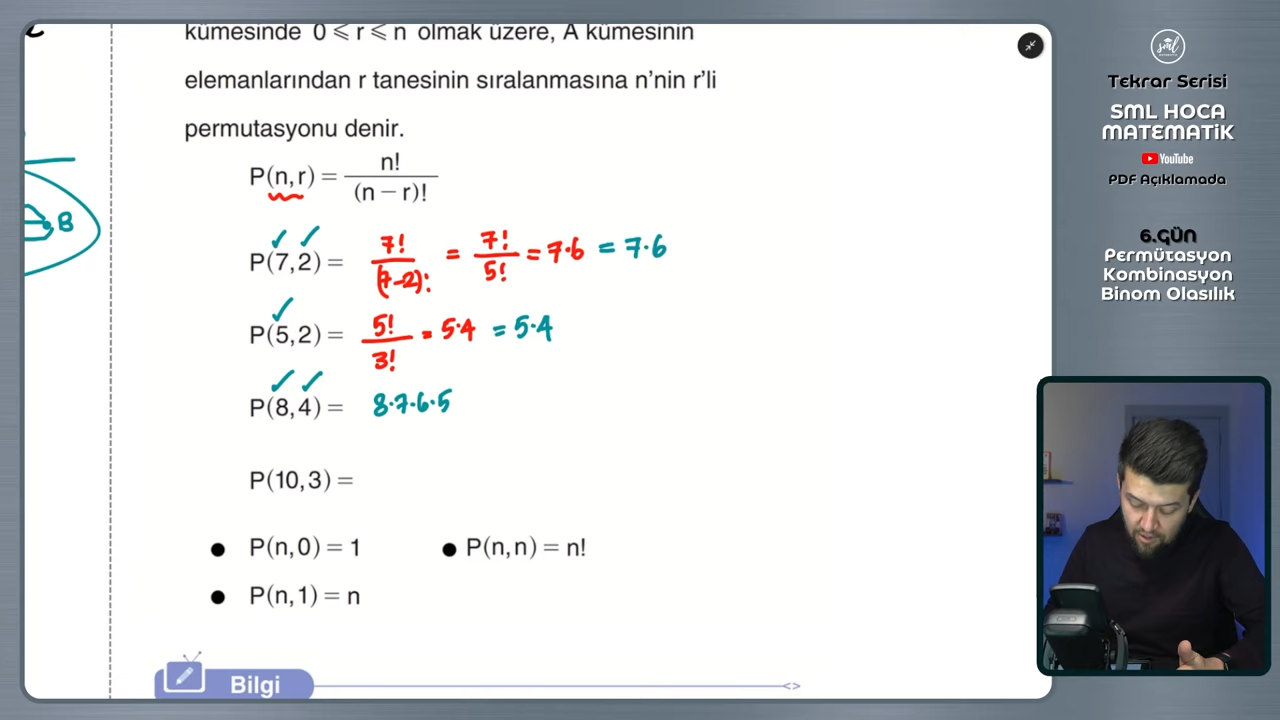 kümesinde 0 ⩽ r ⩽ n olmak üzere, A kümesinin
elemanlarından r tanesinin sıralanmasına n'nin r'li
permutasyonu denir.
P(n,r) = n! / (n − r)!
P(7,2) = 7! / (7-2)! = 7! / 5! = 7·6 = 7·6
P(5,2) = 5! / 3! = 5·4 = 5·4
P(8,4) = 8·7·6·5
P(10,3) =
● P(n,0) = 1 ● P(n,n) = n!
● P(n,1) = n
Bilgi
<>
B
sml
Tekrar Serisi
SML HOCA
MATEMATİK
YouTube
PDF Açıklamada
6.GÜN
Permütasyon
Kombinasyon
Binom Olasılık